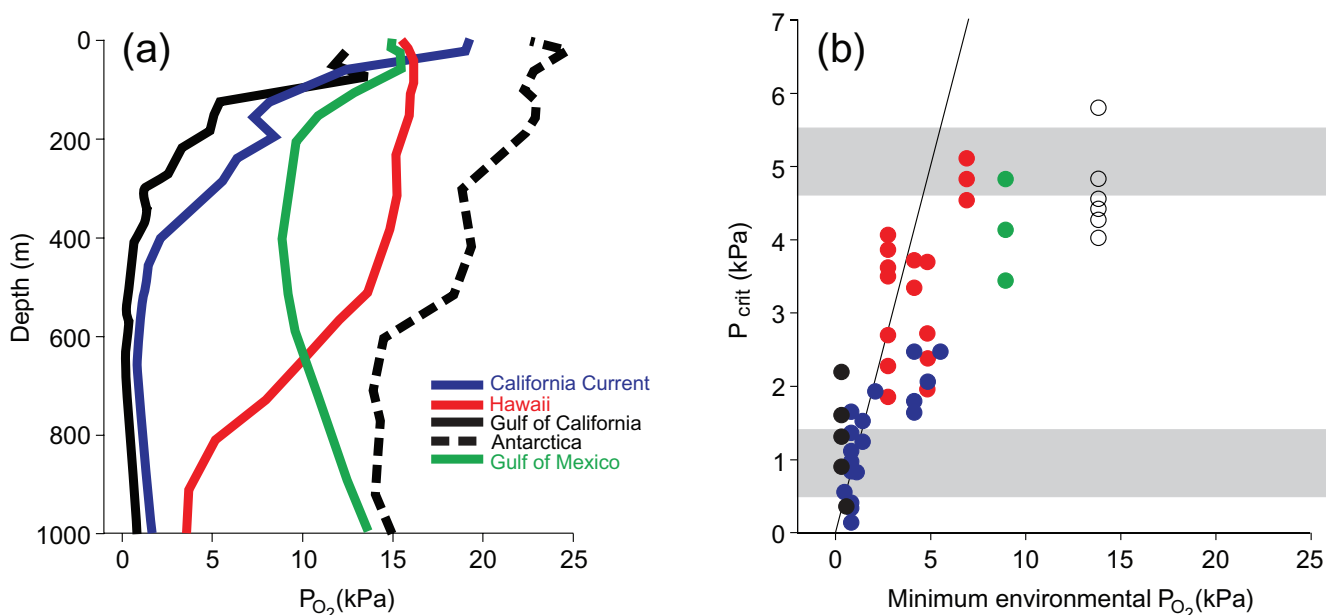 (a)
0
200
400
600
800
1000
Depth (m)
0 5 10 15 20 25
P O2 (kPa)
California Current
Hawaii
Gulf of California
Antarctica
Gulf of Mexico
(b)
7
6
5
4
3
2
1
0
P crit (kPa)
0 5 10 15 20 25
Minimum environmental P O2 (kPa)